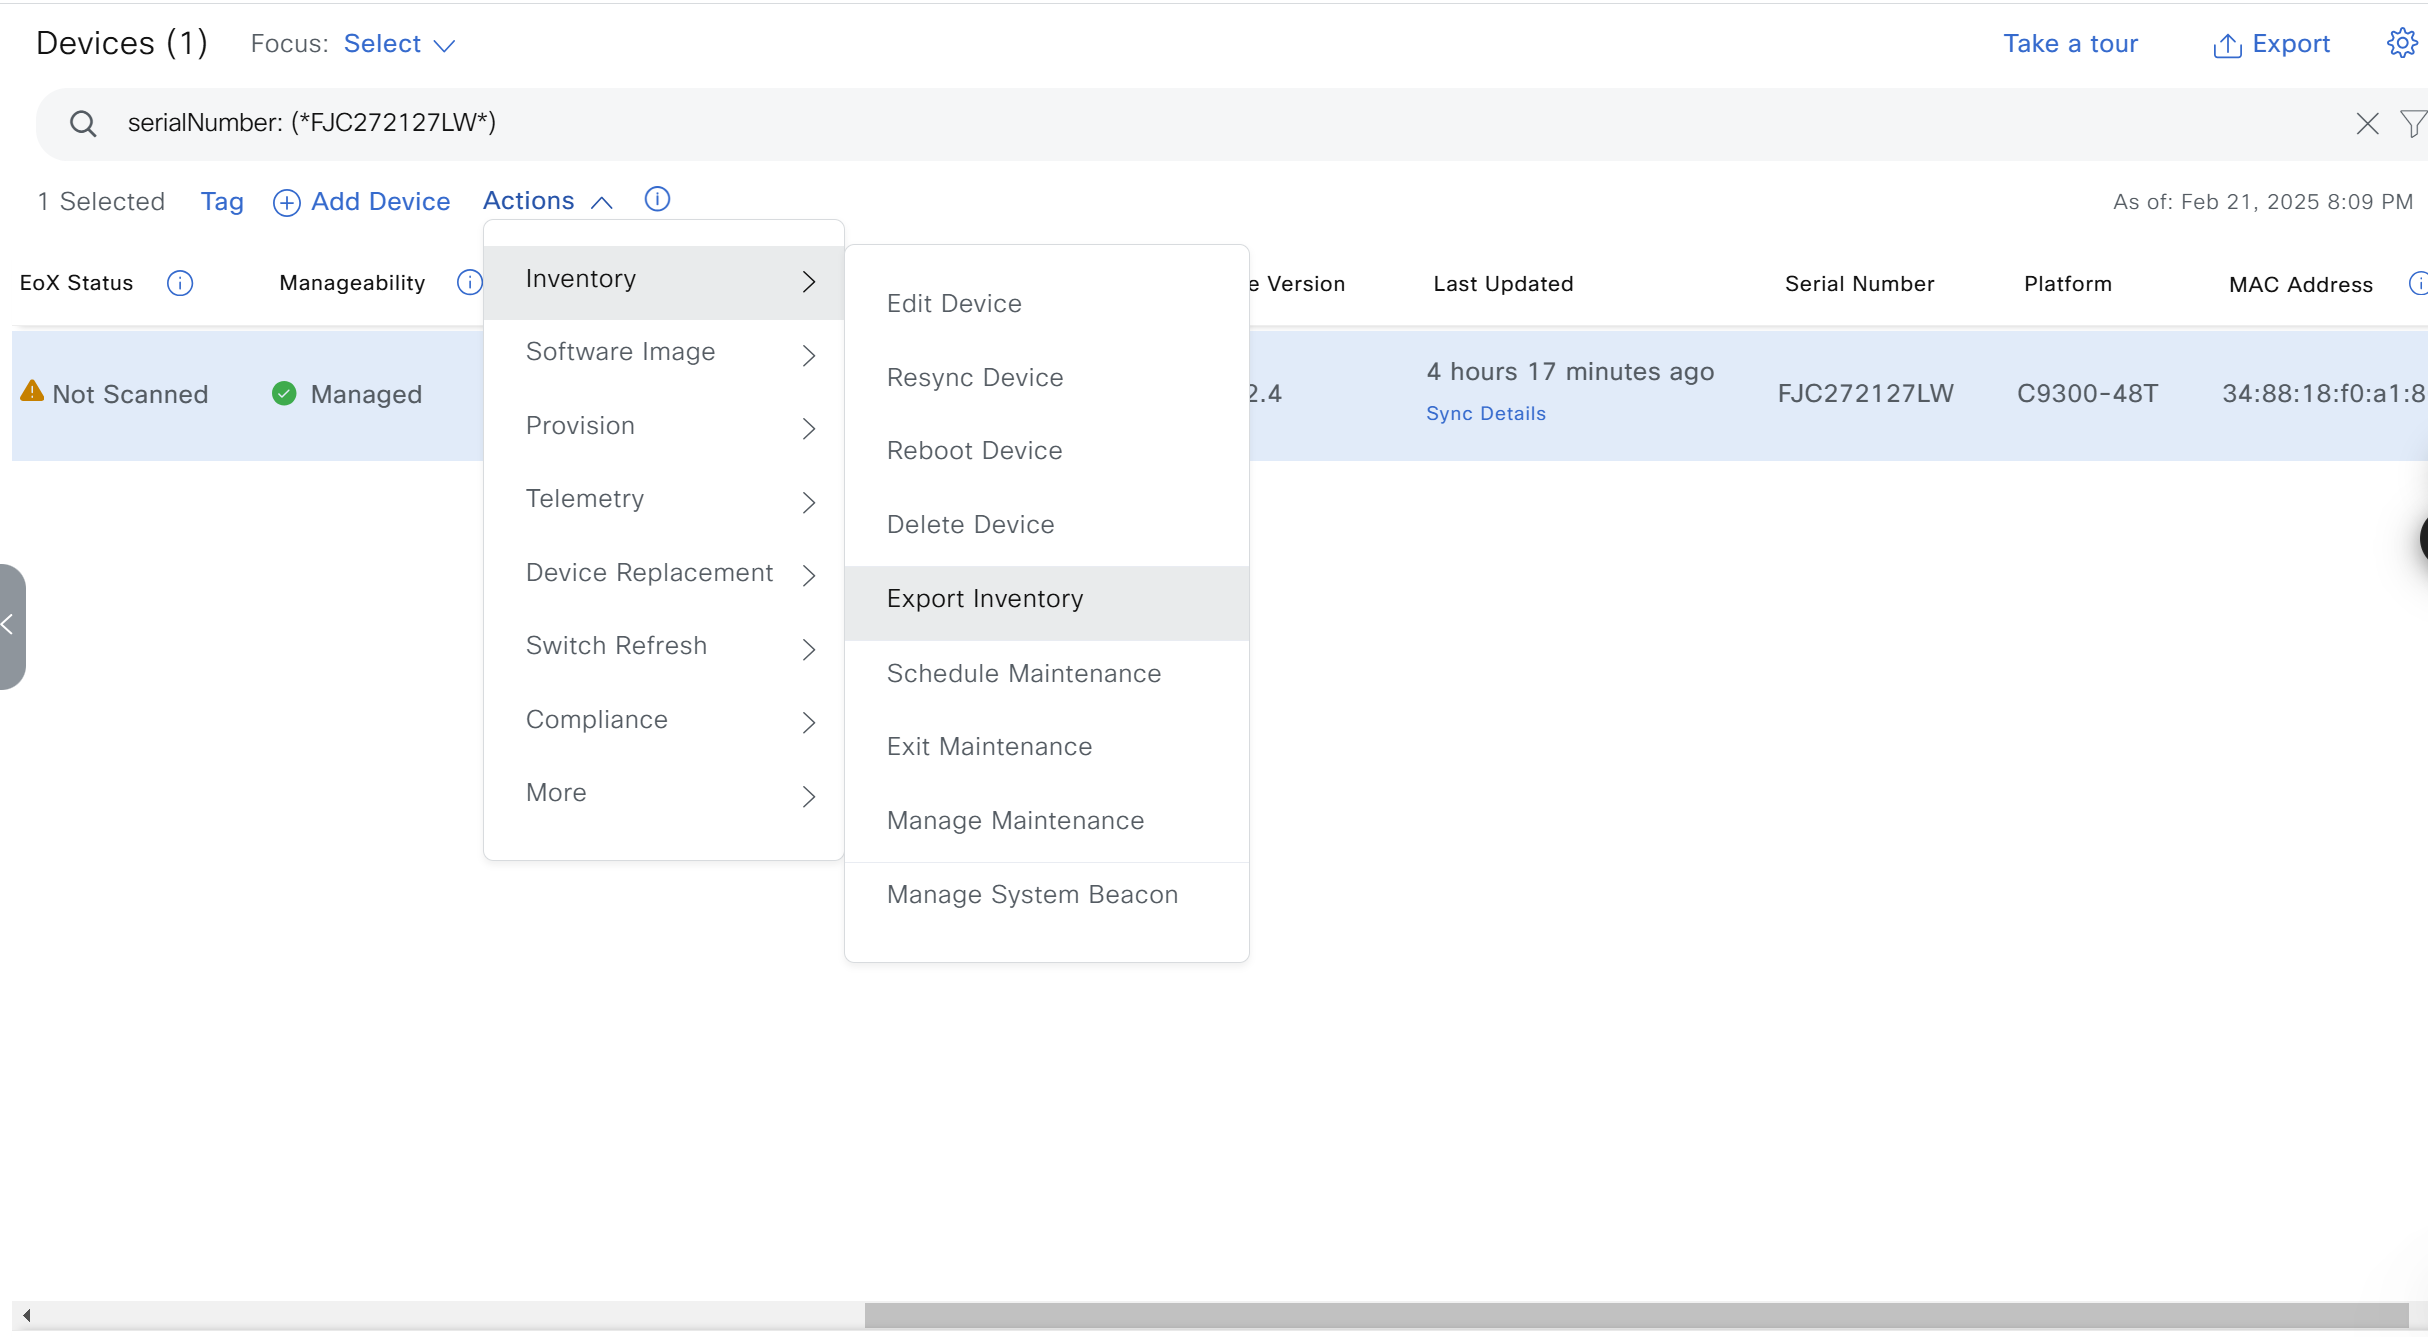 Devices (1) Focus: Select Take a tour Export
serialNumber: (*FJC272127LW*)
1 Selected Tag Add Device Actions As of: Feb 21, 2025 8:09 PM
EoX Status Manageability e Version Last Updated Serial Number Platform MAC Address
Not Scanned Managed 2.4 4 hours 17 minutes ago FJC272127LW C9300-48T 34:88:18:f0:a1:8
Sync Details
Inventory
Software Image
Provision
Telemetry
Device Replacement
Switch Refresh
Compliance
More
Edit Device
Resync Device
Reboot Device
Delete Device
Export Inventory
Schedule Maintenance
Exit Maintenance
Manage Maintenance
Manage System Beacon